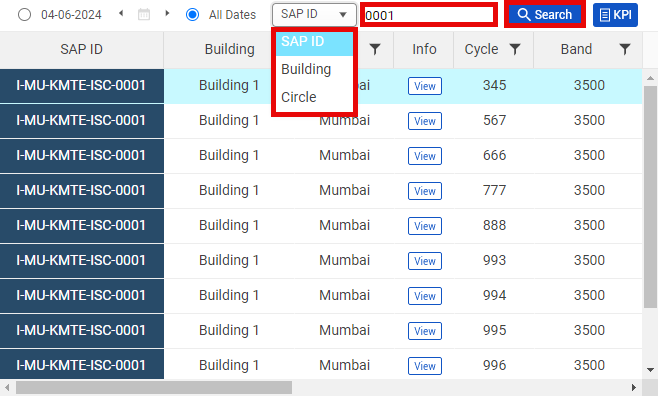 04-06-2024 All Dates SAP ID 0001 Search KPI
SAP ID Building Info Cycle Band
SAP ID
Building
Circle
I-MU-KMTE-ISC-0001 Building 1 View 345 3500
I-MU-KMTE-ISC-0001 Building 1 Mumbai View 567 3500
I-MU-KMTE-ISC-0001 Building 1 Mumbai View 666 3500
I-MU-KMTE-ISC-0001 Building 1 Mumbai View 777 3500
I-MU-KMTE-ISC-0001 Building 1 Mumbai View 888 3500
I-MU-KMTE-ISC-0001 Building 1 Mumbai View 993 3500
I-MU-KMTE-ISC-0001 Building 1 Mumbai View 994 3500
I-MU-KMTE-ISC-0001 Building 1 Mumbai View 995 3500
I-MU-KMTE-ISC-0001 Building 1 Mumbai View 996 3500